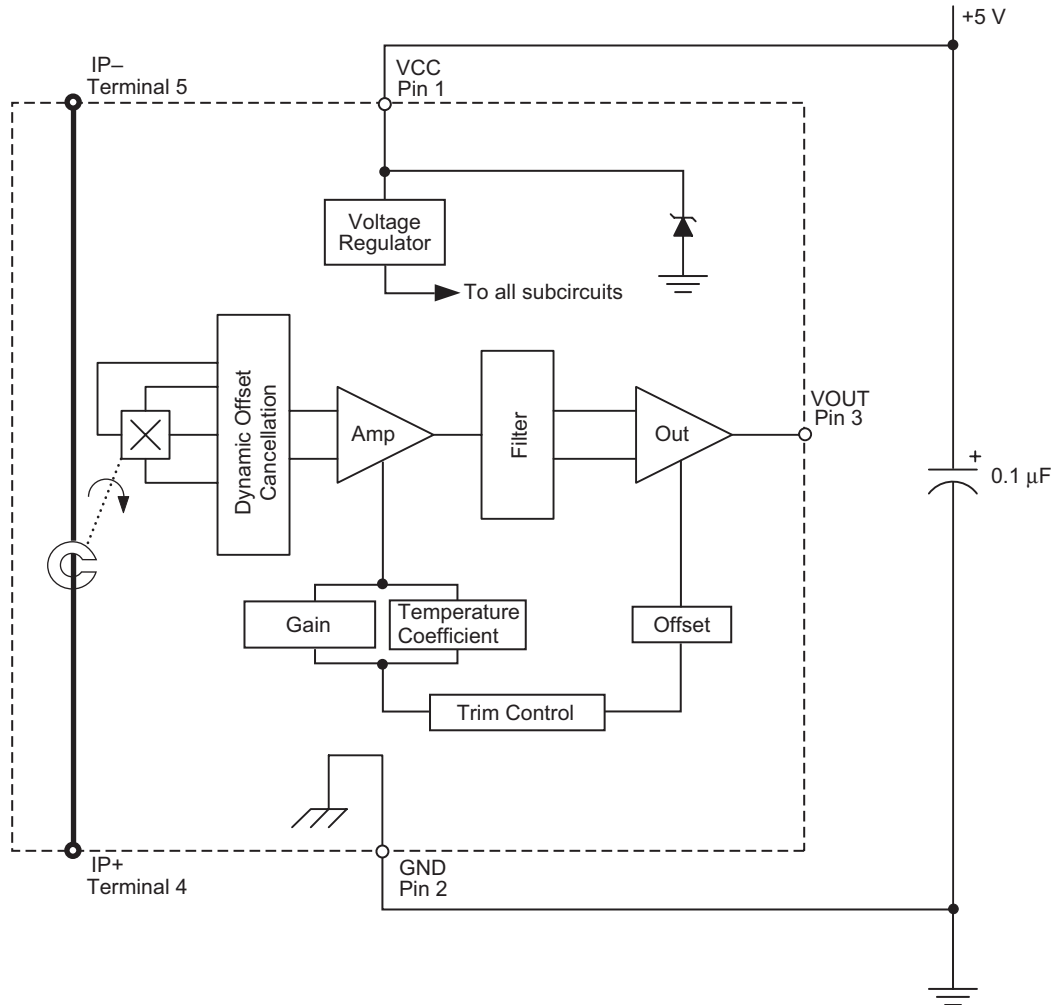 +5 V
IP–
Terminal 5
VCC
Pin 1
Voltage
Regulator
To all subcircuits
Dynamic Offset
Cancellation
Amp
Filter
Out
VOUT
Pin 3
+
0.1 μF
Gain
Temperature
Coefficient
Offset
Trim Control
IP+
Terminal 4
GND
Pin 2